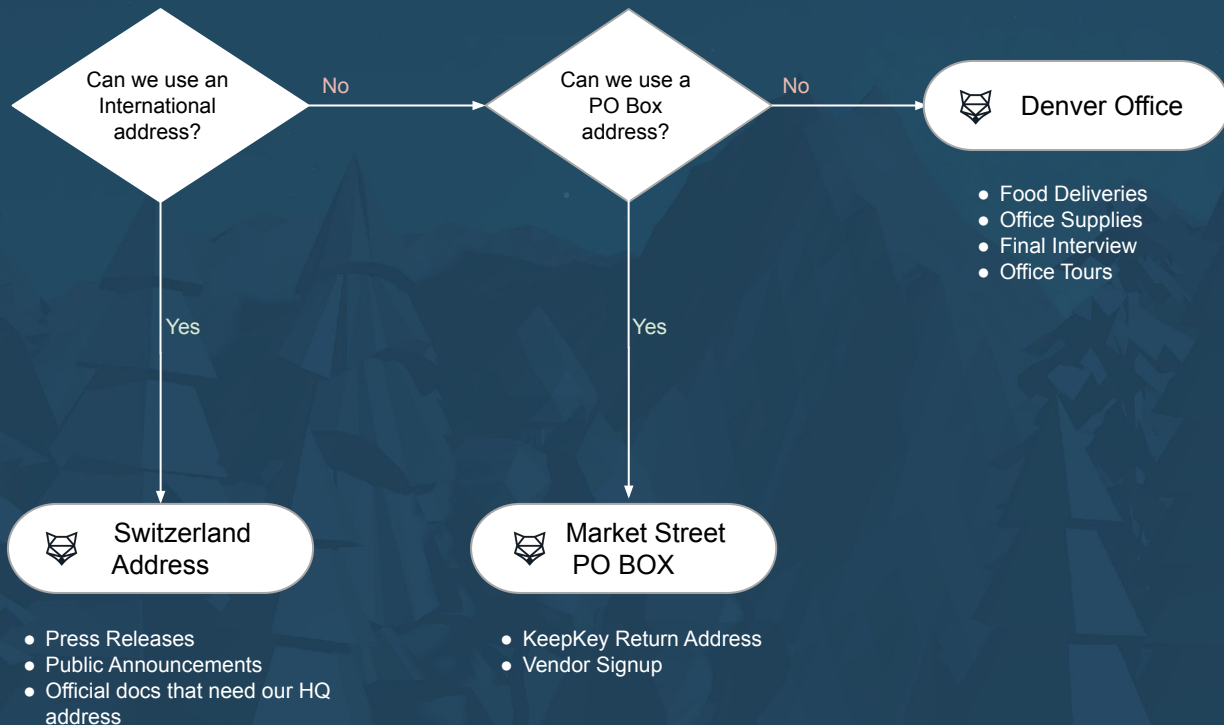 Can we use an
International
address?
No
Can we use a
PO Box
address?
No
Denver Office
● Food Deliveries
● Office Supplies
● Final Interview
● Office Tours
Yes
Yes
Switzerland
Address
● Press Releases
● Public Announcements
● Official docs that need our HQ
address
Market Street
PO BOX
● KeepKey Return Address
● Vendor Signup